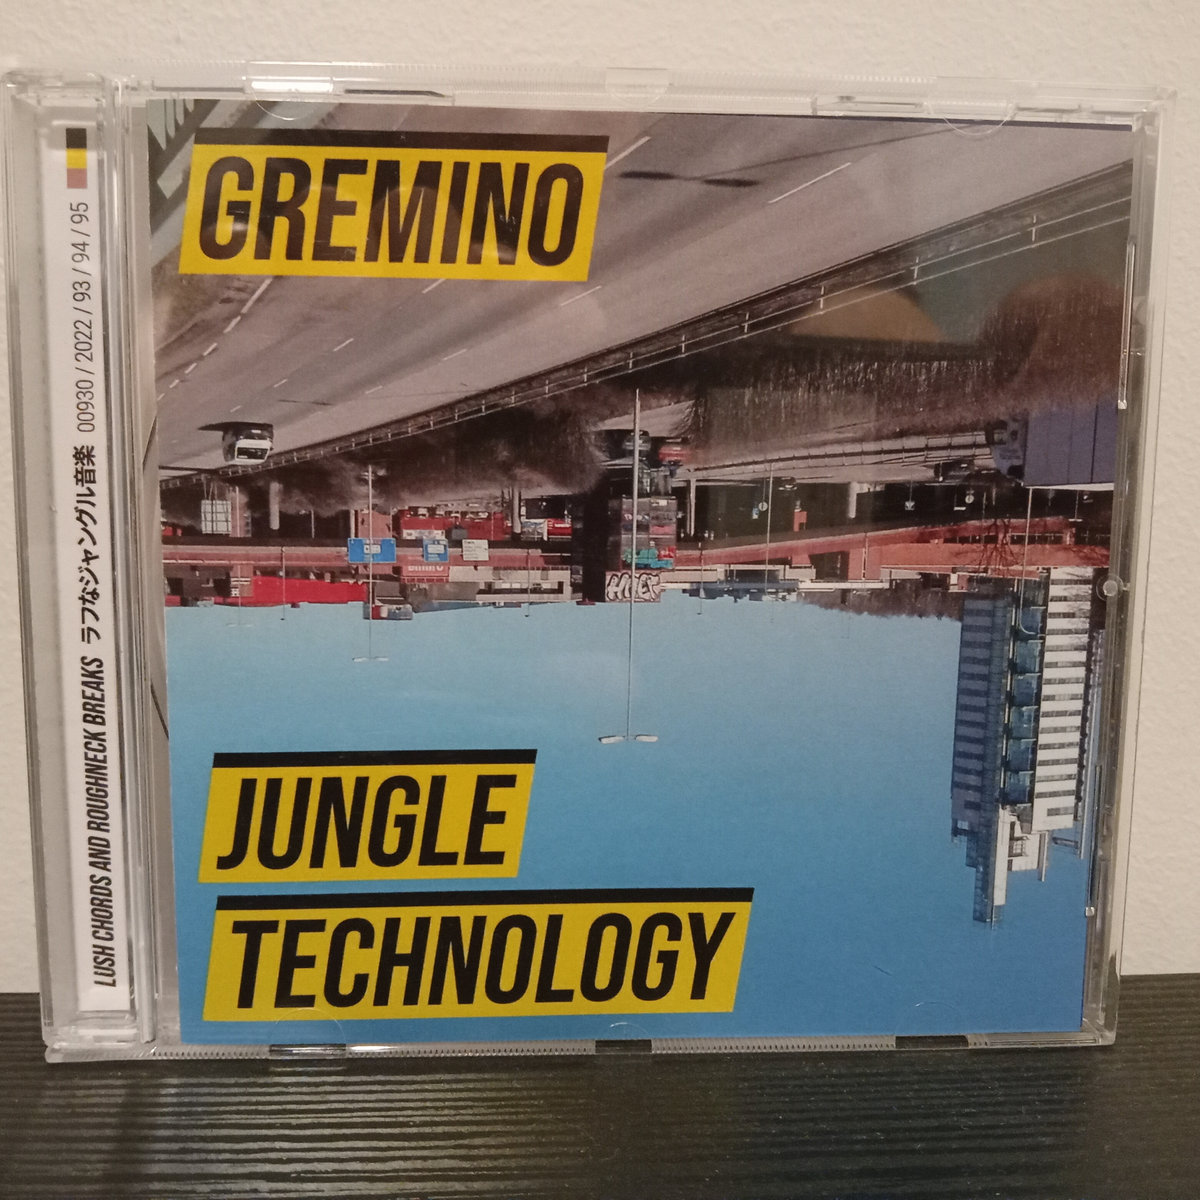 GREMINO
JUNGLE
TECHNOLOGY
LUSH CHORDS AND ROUGHNECK BREAKS ラフなジャングル音楽 00930 / 2022 / 93 / 94 / 95